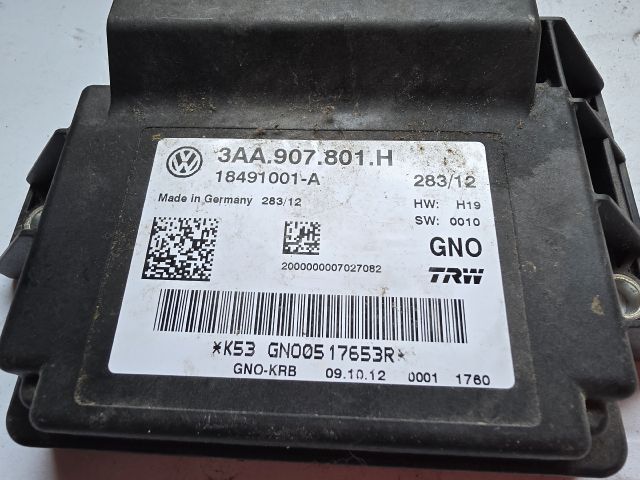 3AA.907.801.H
18491001-A 283/12
Made in Germany 283/12 HW: H19
SW: 0010
GNO
2000000007027082
TRW
*K53 GNO0517653R*
GNO-KRB 09.10.12 0001 1760